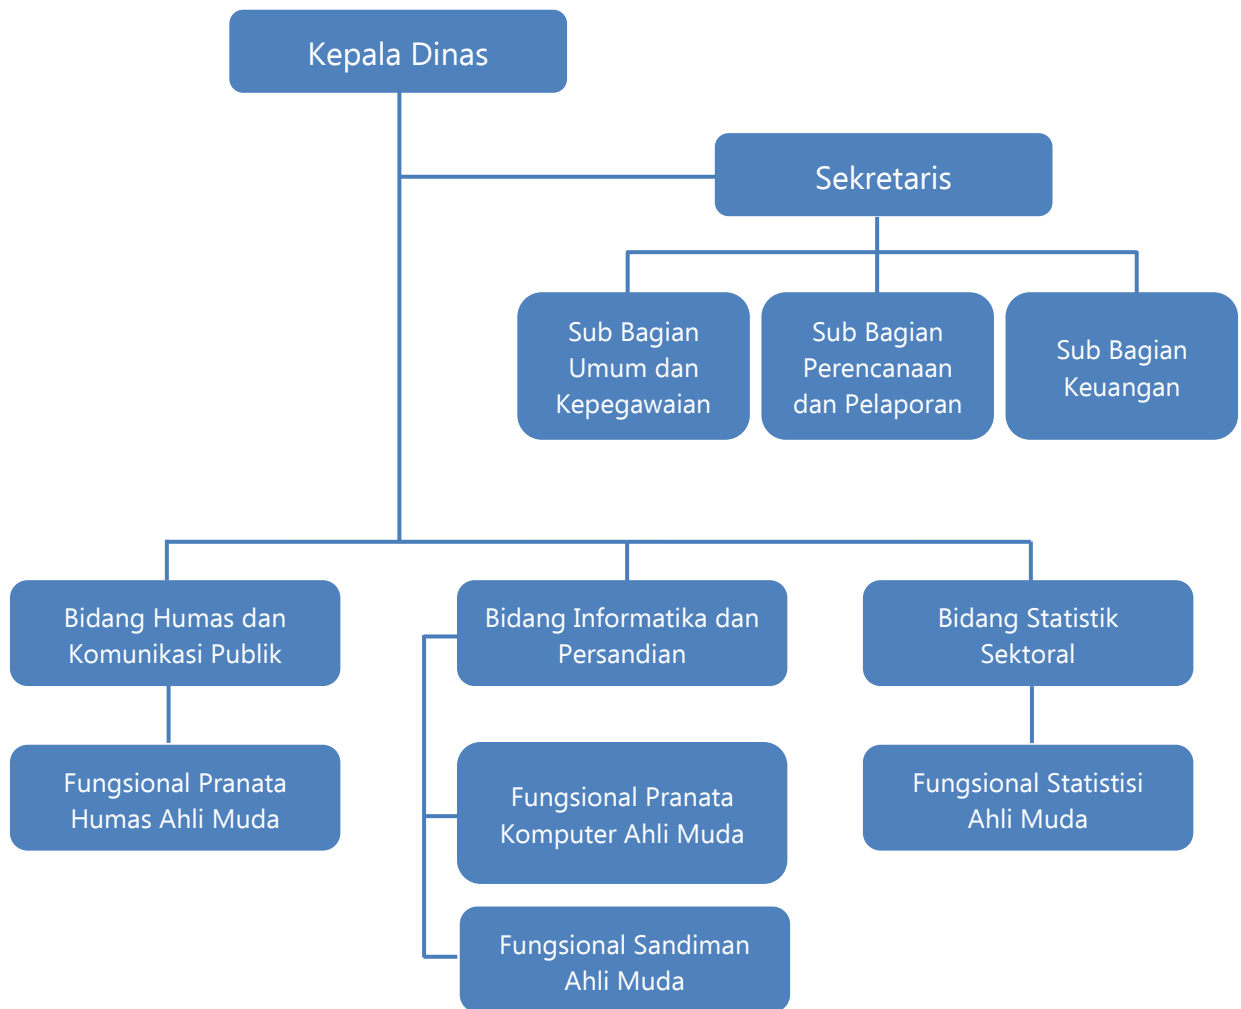 Kepala Dinas
Sekretaris
Sub Bagian
Umum dan
Kepegawaian
Sub Bagian
Perencanaan
dan Pelaporan
Sub Bagian
Keuangan
Bidang Humas dan
Komunikasi Publik
Bidang Informatika dan
Persandian
Bidang Statistik
Sektoral
Fungsional Pranata
Humas Ahli Muda
Fungsional Pranata
Komputer Ahli Muda
Fungsional Statistisi
Ahli Muda
Fungsional Sandiman
Ahli Muda